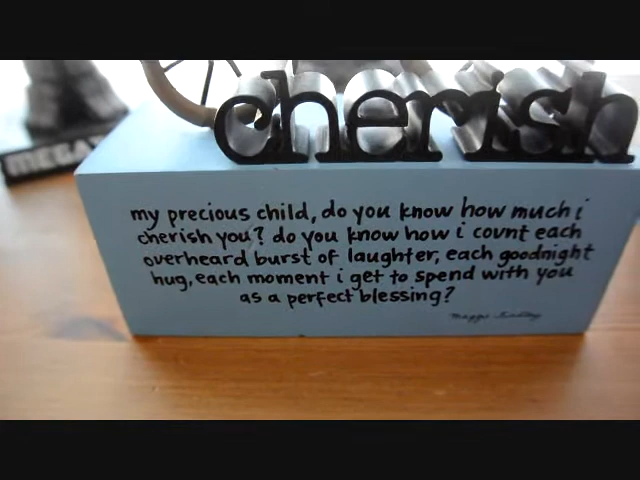 cherish
my precious child, do you know how much i
cherish you? do you know how i count each
overheard burst of laughter, each goodnight
hug, each moment i get to spend with you
as a perfect blessing?